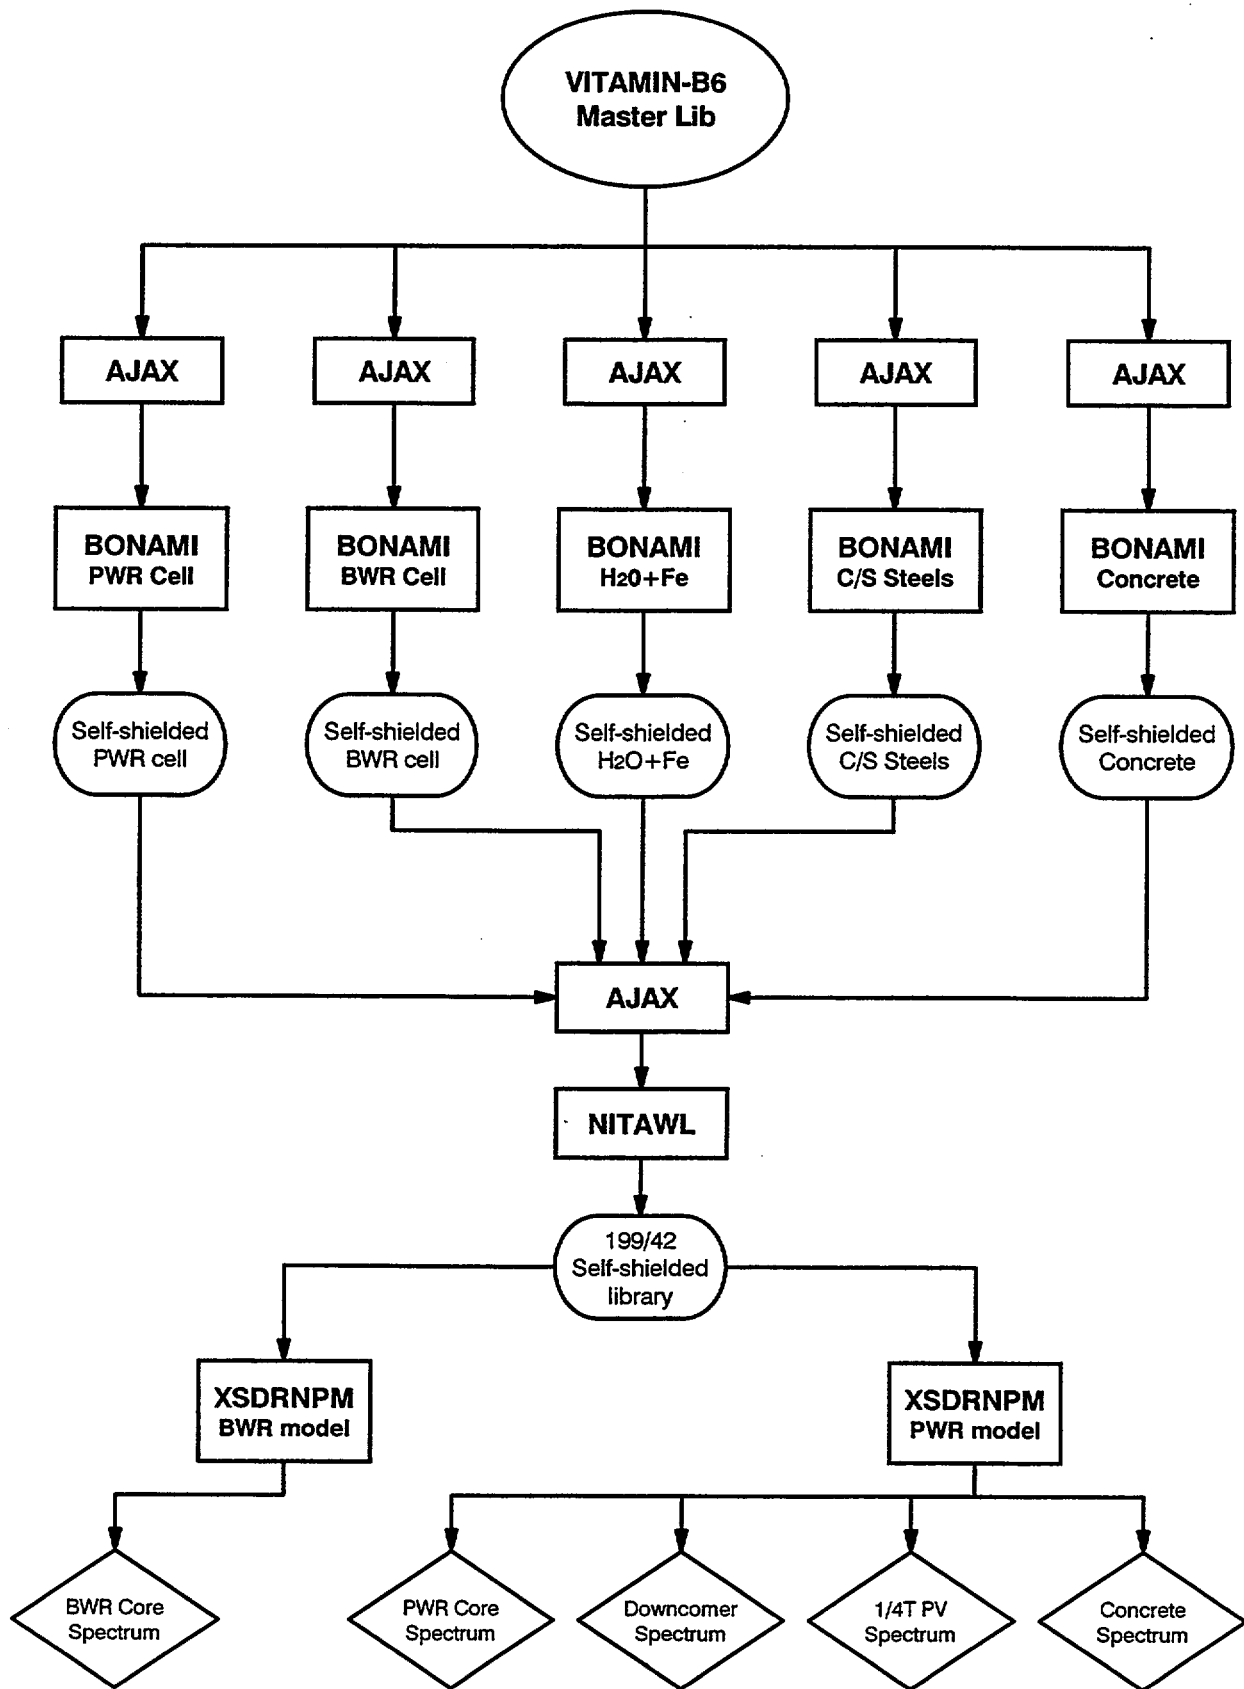 VITAMIN-B6
Master Lib
AJAX
AJAX
AJAX
AJAX
AJAX
BONAMI
PWR Cell
BONAMI
BWR Cell
BONAMI
H20+Fe
BONAMI
C/S Steels
BONAMI
Concrete
Self-shielded
PWR cell
Self-shielded
BWR cell
Self-shielded
H2O+Fe
Self-shielded
C/S Steels
Self-shielded
Concrete
AJAX
NITAWL
199/42
Self-shielded
library
XSDRNPM
BWR model
XSDRNPM
PWR model
BWR Core
Spectrum
PWR Core
Spectrum
Downcomer
Spectrum
1/4T PV
Spectrum
Concrete
Spectrum